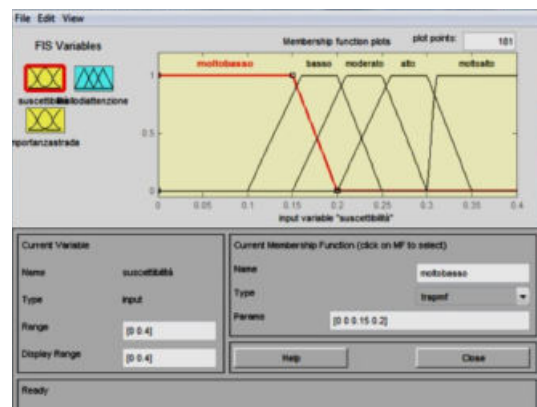 File Edit View
FIS Variables
Membership function plots
plot points:
181
moltobasso basso moderato alto moltoalto
1
0.5
0
0 0.05 0.1 0.15 0.2 0.25 0.3 0.35 0.4
input variable "suscettibilità"
mportanzastrade
Current Variable
Name suscettibilità
Type input
Range [0 0.4]
Display Range [0 0.4]
Current Membership Function (click on MF to select)
Name moltobasso
Type trapmf
Params [0 0 0.15 0.2]
Help Close
Ready